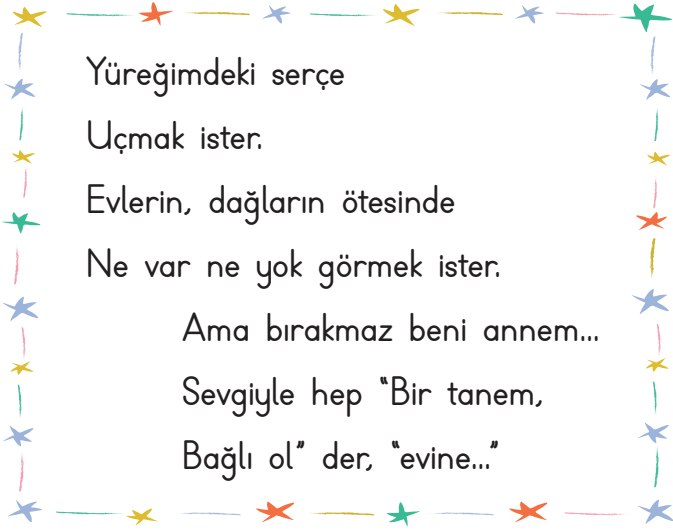 Yüreğimdeki serçe
Uçmak ister.
Evlerin, dağların ötesinde
Ne var ne yok görmek ister.
Ama bırakmaz beni annem...
Sevgiyle hep “Bir tanem,
Bağlı ol” der, “evine...”